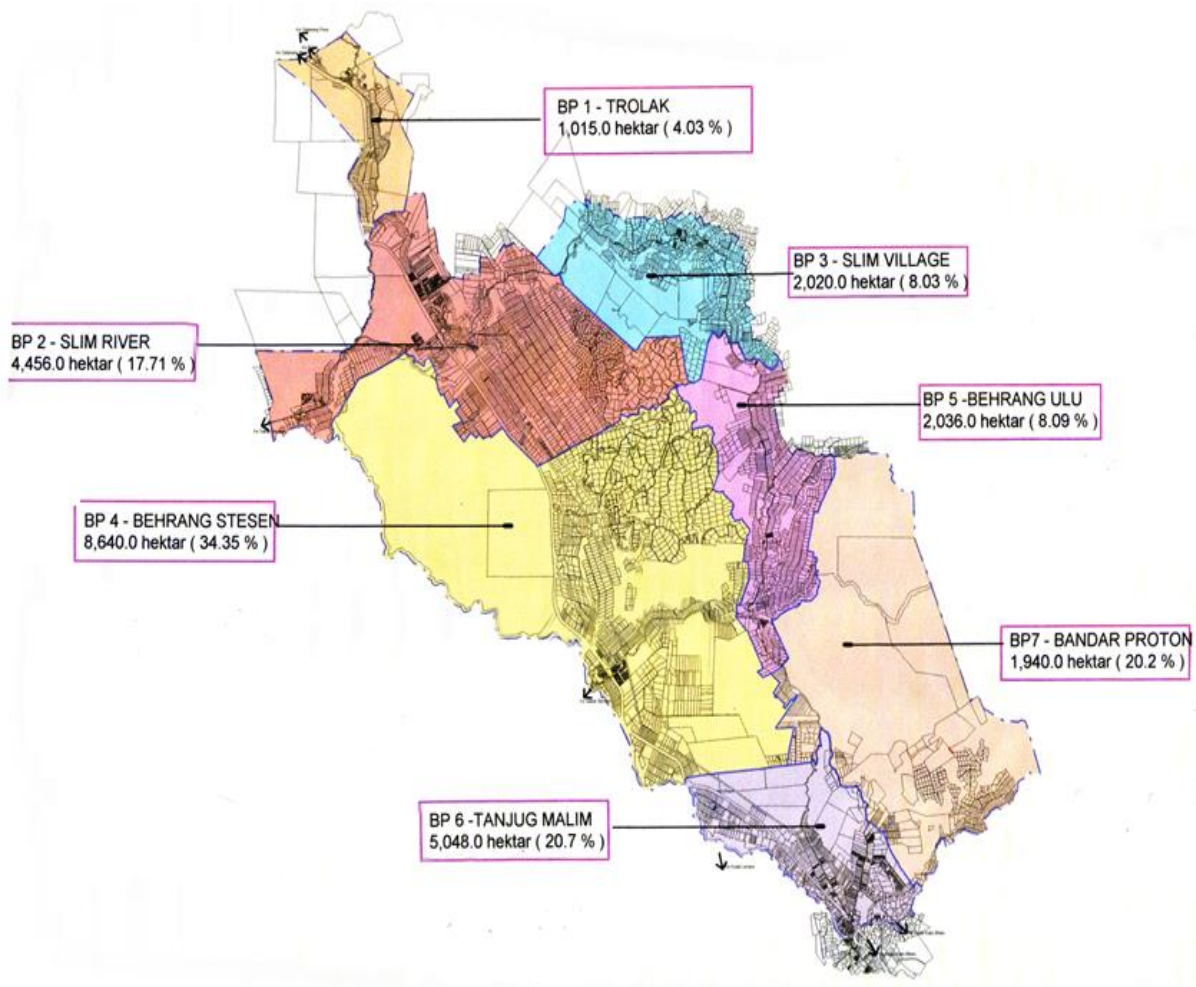 BP 1 - TROLAK
1,015.0 hektar ( 4.03 % )
BP 3 - SLIM VILLAGE
2,020.0 hektar ( 8.03 % )
BP 2 - SLIM RIVER
4,456.0 hektar ( 17.71 % )
BP 5 -BEHRANG ULU
2,036.0 hektar ( 8.09 % )
BP 4 - BEHRANG STESEN
8,640.0 hektar ( 34.35 % )
BP7 - BANDAR PROTON
1,940.0 hektar ( 20.2 % )
BP 6 -TANJUG MALIM
5,048.0 hektar ( 20.7 % )